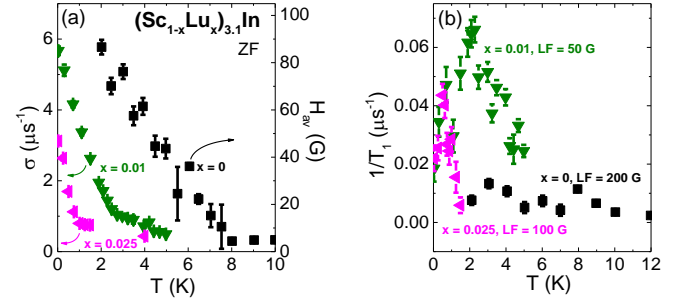 (a)
(Sc1-xLux)3.1In
ZF
σ (μs-1)
6
4
2
0
x = 0.01
x = 0.025
x = 0
0 2 4 6 8 10
T (K)
100
80
60
40
20
0
Hav (G)
(b)
x = 0.01, LF = 50 G
1/T1 (μs-1)
0.06
0.04
0.02
0.00
x = 0, LF = 200 G
x = 0.025, LF = 100 G
0 2 4 6 8 10 12
T (K)